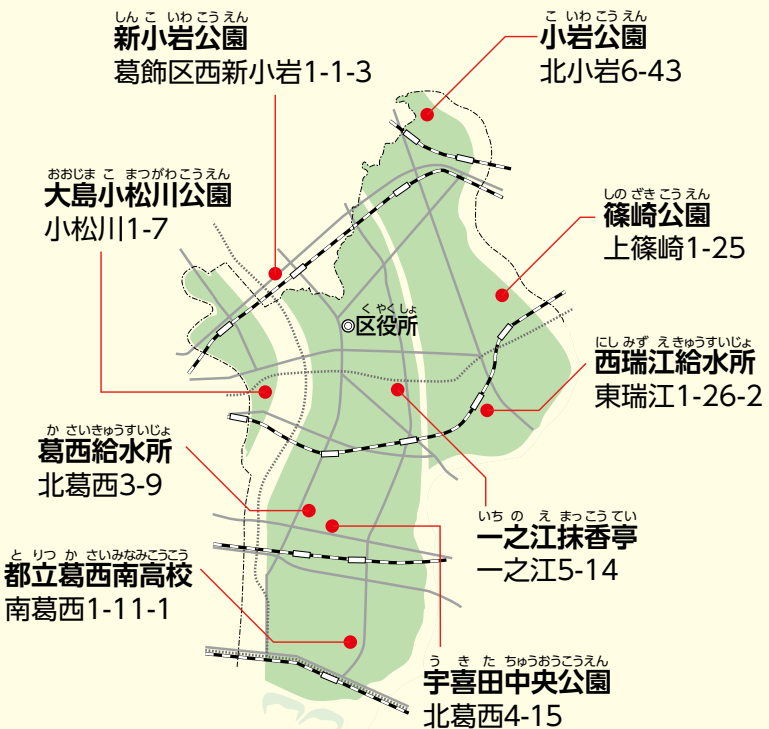 しんこいわこうえん
新小岩公園
葛飾区西新小岩1-1-3
こいわこうえん
小岩公園
北小岩6-43
おおじまこまつがわこうえん
大島小松川公園
小松川1-7
しのざきこうえん
篠崎公園
上篠崎1-25
くやくしょ
区役所
にしみずえきゅうすいじょ
西瑞江給水所
東瑞江1-26-2
かさいきゅうすいじょ
葛西給水所
北葛西3-9
いちのえまっこうてい
一之江抹香亭
一之江5-14
とりつかさいみなみこうこう
都立葛西南高校
南葛西1-11-1
うきたちゅうおうこうえん
宇喜田中央公園
北葛西4-15